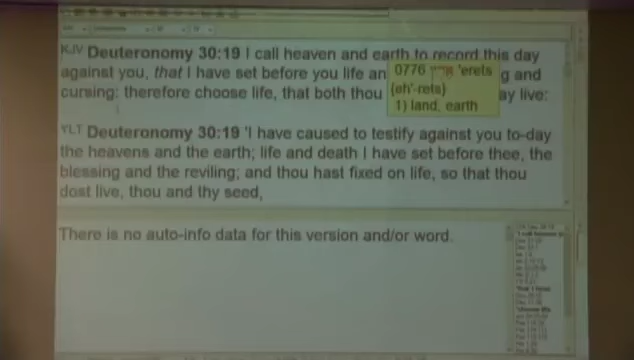 KJV Deuteronomy 30:19 I call heaven and earth to record this day
against you, that I have set before you life an g and
cursing: therefore choose life, that both thou ay live:
0776 'erets
(eh'-rets)
1) land, earth
YLT Deuteronomy 30:19 'I have caused to testify against you to-day
the heavens and the earth; life and death I have set before thee, the
blessing and the reviling; and thou hast fixed on life, so that thou
dost live, thou and thy seed,
There is no auto-info data for this version and/or word.